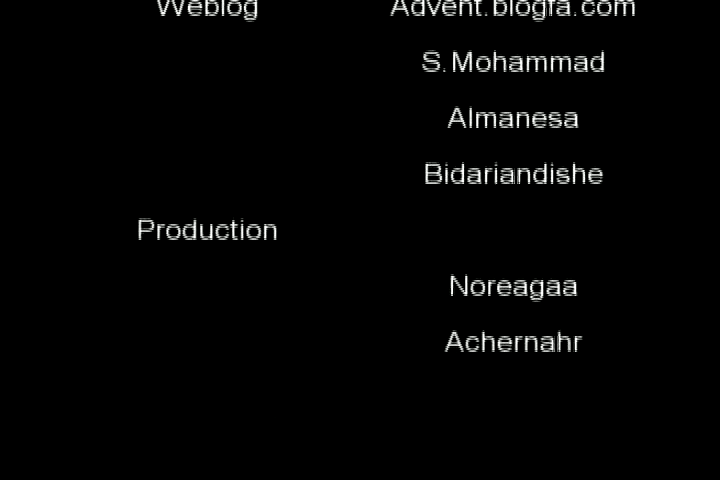 Weblog Advent.blogfa.com
S.Mohammad
Almanesa
Bidariandishe
Production
Noreagaa
Achernahr